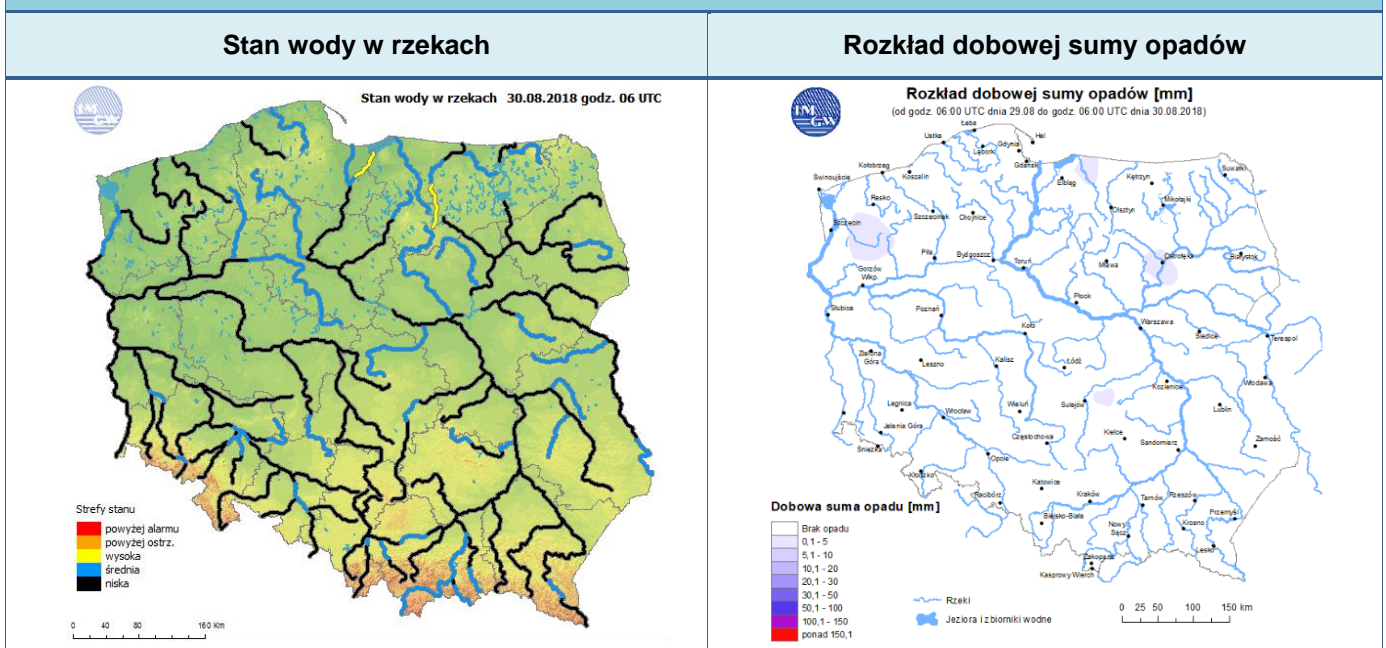 Stan wody w rzekach
Rozkład dobowej sumy opadów
IMGW
Stan wody w rzekach 30.08.2018 godz. 06 UTC
Strefy stanu
powyżej alarmu
powyżej ostrz.
wysoka
średnia
niska
0 40 80 160 Km
IMGW
Rozkład dobowej sumy opadów [mm]
(od godz. 06:00 UTC dnia 29.08 do godz. 06:00 UTC dnia 30.08.2018)
Łeba
Ustka
Hel
Gdynia
Lębork
Gdańsk
Kołobrzeg
Koszalin
Elbląg
Kętrzyn
Suwałki
Świnoujście
Resko
Mikołajki
Szczecinek
Chojnice
Olsztyn
Szczecin
Piła
Bydgoszcz
Toruń
Mława
Ostrołęka
Białystok
Gorzów
Wlkp.
Płock
Słubice
Poznań
Koło
Warszawa
Siedlce
Terespol
Zielona
Góra
Leszno
Kalisz
Łódź
Kozienice
Włodawa
Legnica
Wrocław
Wieluń
Sulejów
Lublin
Jelenia Góra
Śnieżka
Częstochowa
Kielce
Sandomierz
Zamość
Kłodzko
Opole
Racibórz
Katowice
Kraków
Tarnów
Rzeszów
Bielsko-Biała
Nowy
Sącz
Krosno
Przemyśl
Lesko
Zakopane
Kasprowy Wierch
Dobowa suma opadu [mm]
Brak opadu
0,1 - 5
5,1 - 10
10,1 - 20
20,1 - 30
30,1 - 50
50,1 - 100
100,1 - 150
ponad 150,1
Rzeki
Jeziora i zbiorniki wodne
0 25 50 100 150 km